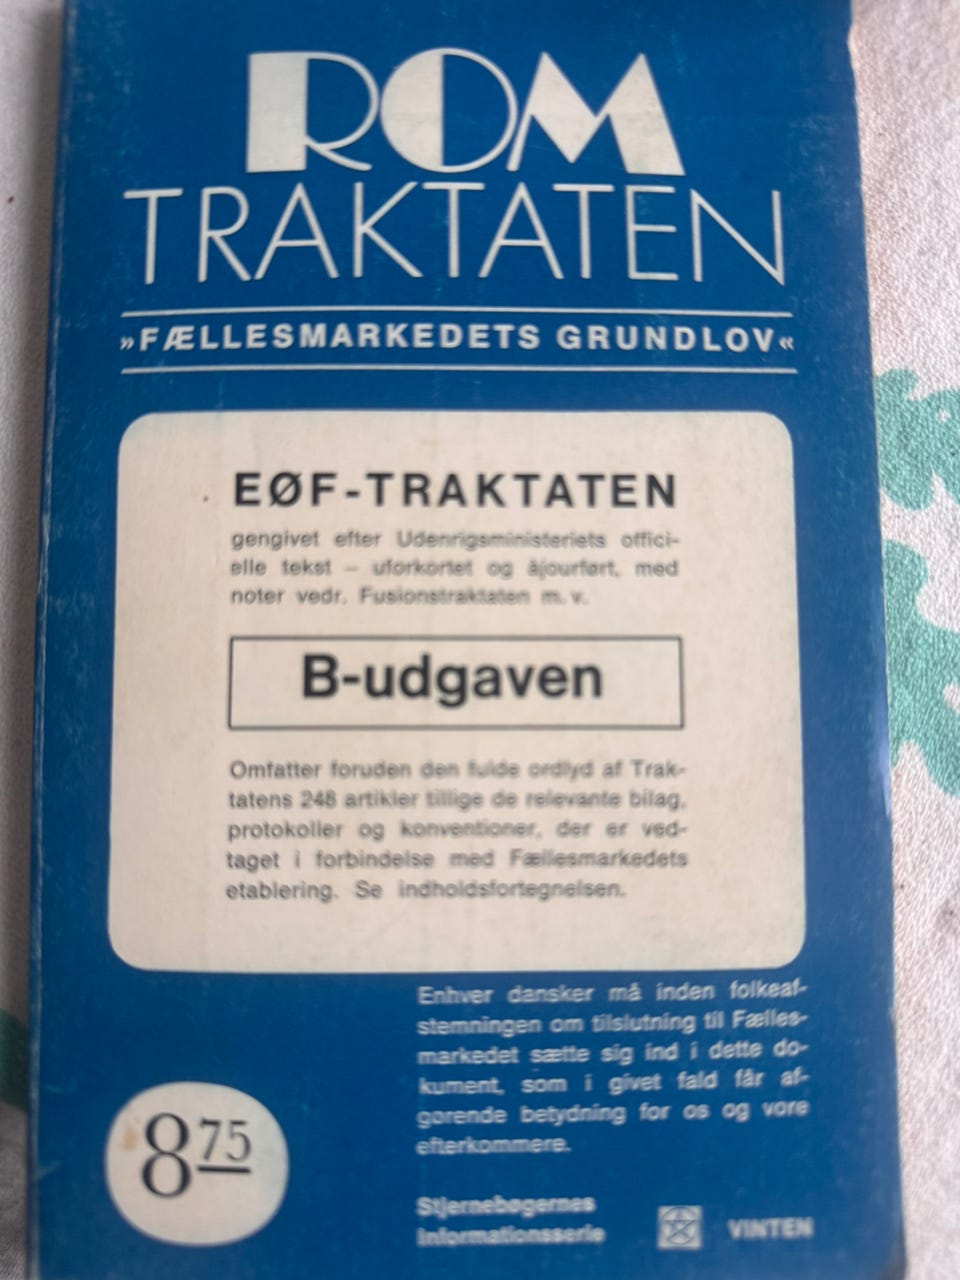 ROM
TRAKTATEN
»FÆLLESMARKEDETS GRUNDLOV«
EØF-TRAKTATEN
gengivet efter Udenrigsministeriets offici-
elle tekst – uforkortet og åjourført, med
noter vedr. Fusionstraktaten m. v.
B-udgaven
Omfatter foruden den fulde ordlyd af Trak-
tatens 248 artikler tillige de relevante bilag,
protokoller og konventioner, der er ved-
taget i forbindelse med Fællesmarkedets
etablering. Se indholdsfortegnelsen.
Enhver dansker må inden folkeaf-
stemningen om tilslutning til Fælles-
markedet sætte sig ind i dette do-
kument, som i givet fald får af-
gørende betydning for os og vore
efterkommere.
8 75
Stjernebøgernes
Informationsserie
VINTEN